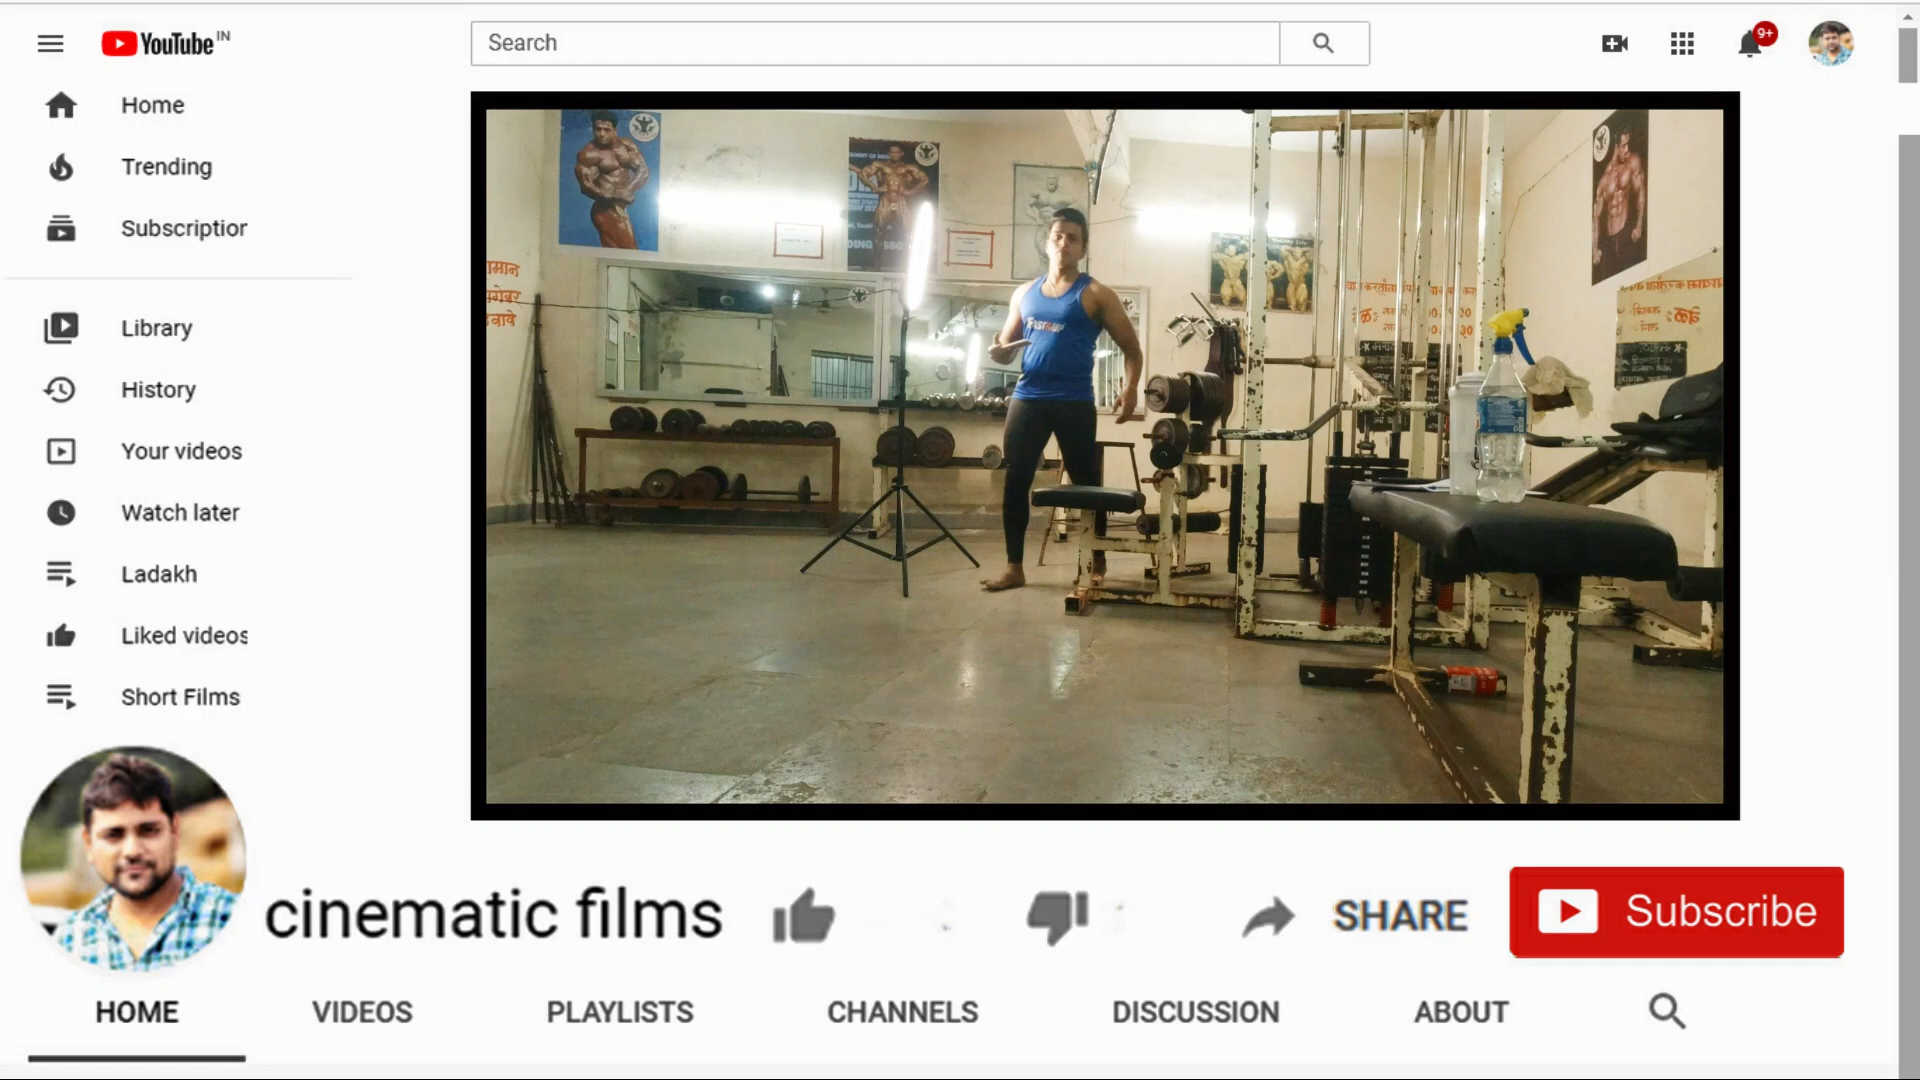 YouTube IN
Search
9+
Home
Trending
Subscription
Library
History
Your videos
Watch later
Ladakh
Liked videos
Short Films
cinematic films
SHARE
Subscribe
HOME
VIDEOS
PLAYLISTS
CHANNELS
DISCUSSION
ABOUT